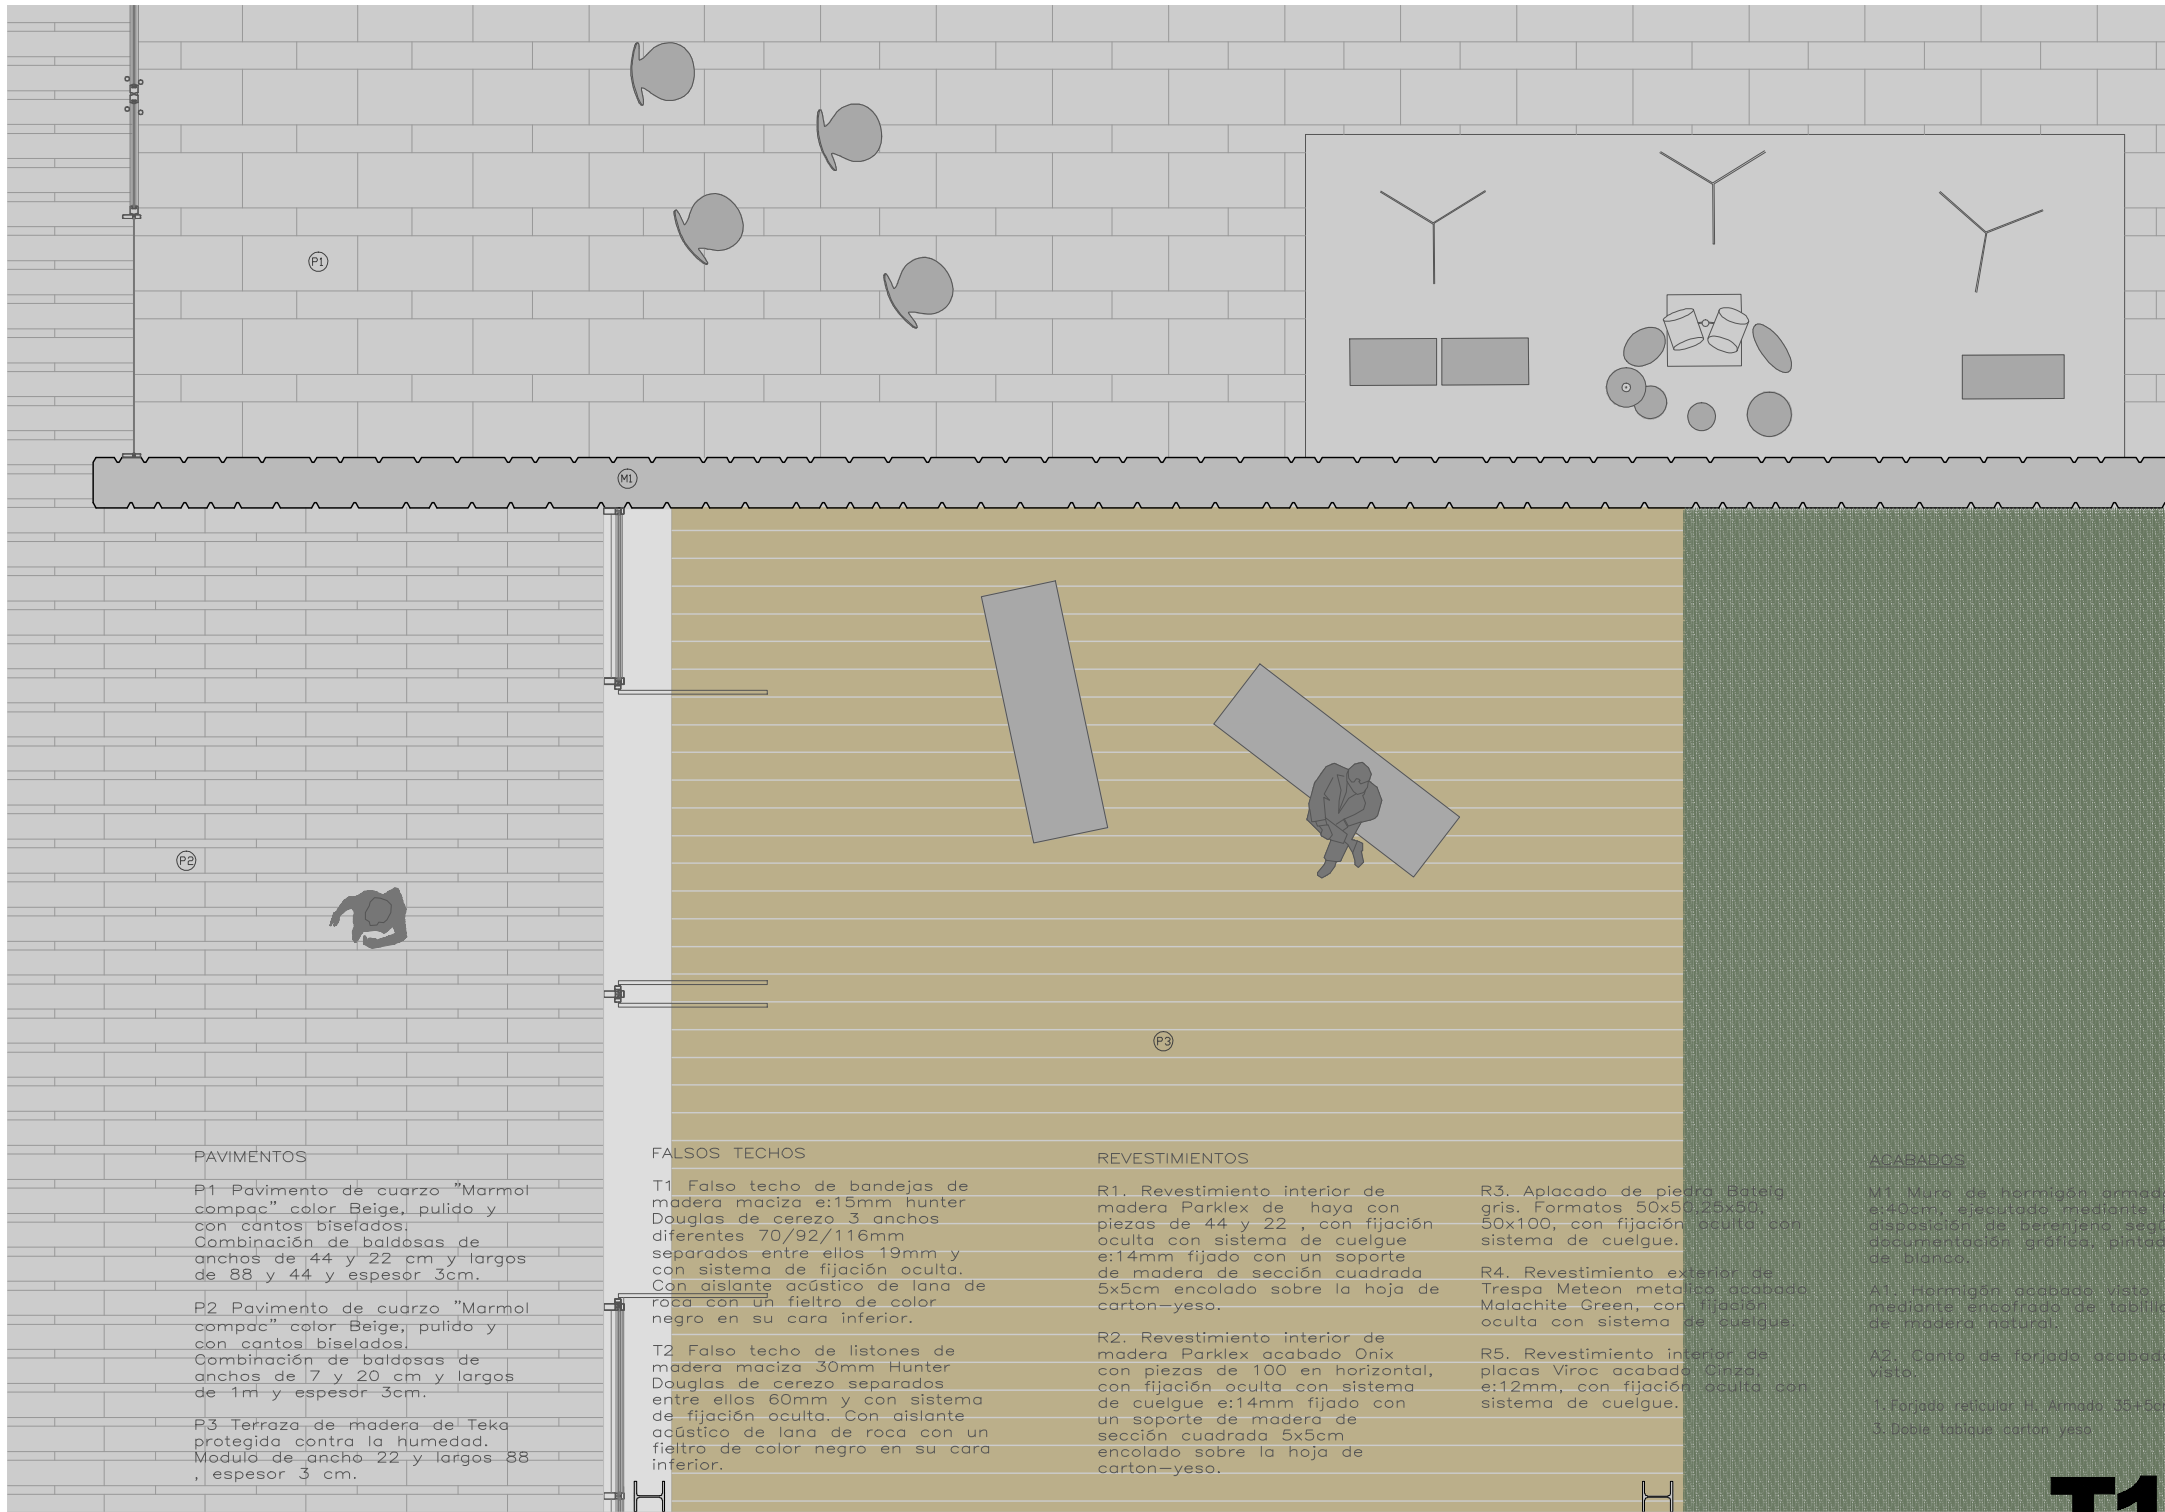 P1
M1
P2
P3
PAVIMENTOS
P1 Pavimento de cuarzo "Marmol
compac" color Beige, pulido y
con cantos biselados.
Combinación de baldosas de
anchos de 44 y 22 cm y largos
de 88 y 44 y espesor 3cm.
P2 Pavimento de cuarzo "Marmol
compac" color Beige, pulido y
con cantos biselados.
Combinación de baldosas de
anchos de 7 y 20 cm y largos
de 1m y espesor 3cm.
P3 Terraza de madera de Teka
protegida contra la humedad.
Modulo de ancho 22 y largos 88
, espesor 3 cm.
FALSOS TECHOS
T1 Falso techo de bandejas de
madera maciza e:15mm hunter
Douglas de cerezo 3 anchos
diferentes 70/92/116mm
separados entre ellos 19mm y
con sistema de fijación oculta.
Con aislante acústico de lana de
roca con un fieltro de color
negro en su cara inferior.
T2 Falso techo de listones de
madera maciza 30mm Hunter
Douglas de cerezo separados
entre ellos 60mm y con sistema
de fijación oculta. Con aislante
acústico de lana de roca con un
fieltro de color negro en su cara
inferior.
REVESTIMIENTOS
R1. Revestimiento interior de
madera Parklex de haya con
piezas de 44 y 22 , con fijación
oculta con sistema de cuelgue
e:14mm fijado con un soporte
de madera de sección cuadrada
5x5cm encolado sobre la hoja de
carton-yeso.
R2. Revestimiento interior de
madera Parklex acabado Onix
con piezas de 100 en horizontal,
con fijación oculta con sistema
de cuelgue e:14mm fijado con
un soporte de madera de
sección cuadrada 5x5cm
encolado sobre la hoja de
carton-yeso.
R3. Aplacado de piedra Bateig
gris. Formatos 50x50,25x50,
50x100, con fijación oculta con
sistema de cuelgue.
R4. Revestimiento exterior de
Trespa Meteon metalico acabado
Malachite Green, con fijación
oculta con sistema de cuelgue.
R5. Revestimiento interior de
placas Viroc acabado Cinza,
e:12mm, con fijación oculta con
sistema de cuelgue.
ACABADOS
M1 Muro de hormigón armad
e:40cm, ejecutado mediante
disposición de berenjeno seg
documentación gráfica, pintad
de blanco.
A1. Hormigón acabado visto
mediante encofrado de tablill
de madera natural.
A2. Canto de forjado acabad
visto.
1. Forjado reticular H. Armado 35+5c
3. Doble tabique carton yeso
T1